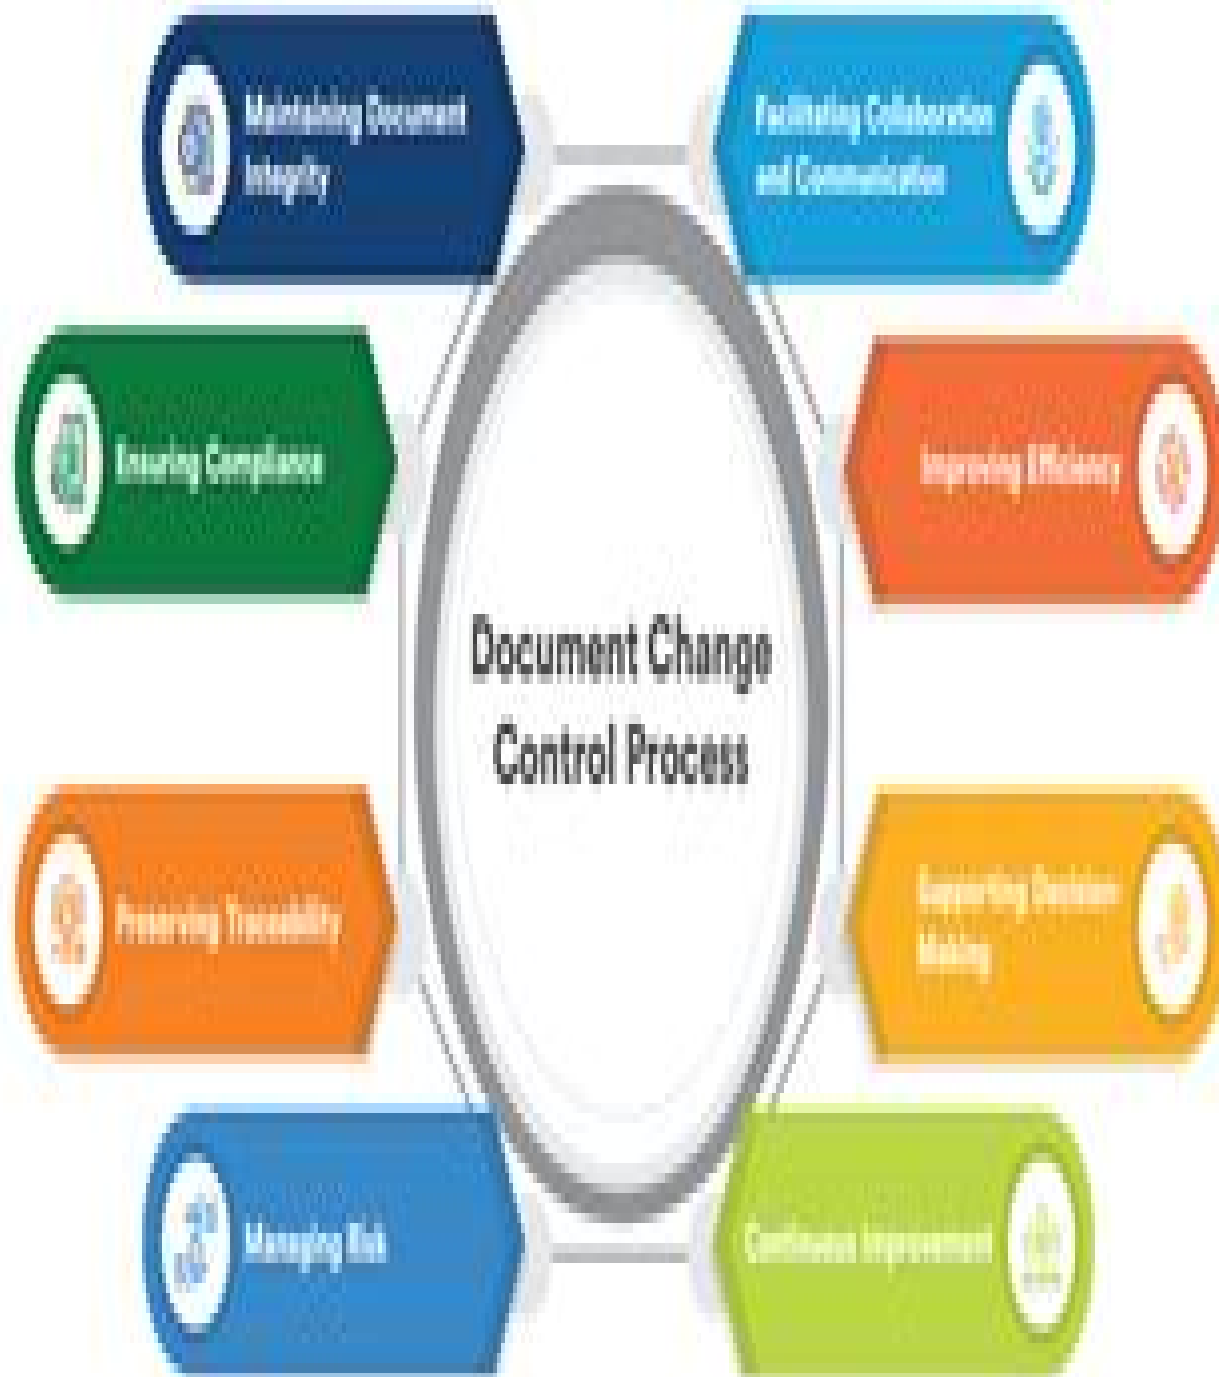 Maintaining Document
Integrity
Facilitating Collaboration
and Communication
Ensuring Compliance
Improving Efficiency
Document Change
Control Process
Preserving Traceability
Supporting Decision
Making
Managing Risk
Continuous Improvement